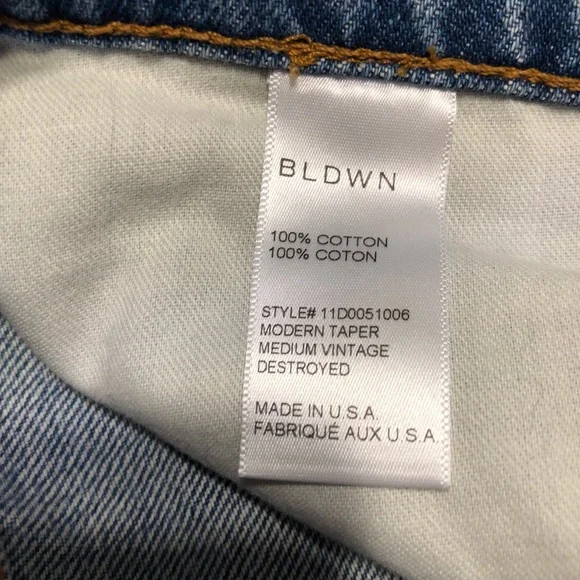 BLDWN
100% COTTON
100% COTON
STYLE# 11D0051006
MODERN TAPER
MEDIUM VINTAGE
DESTROYED
MADE IN U.S.A.
FABRIQUÉ AUX U.S.A.